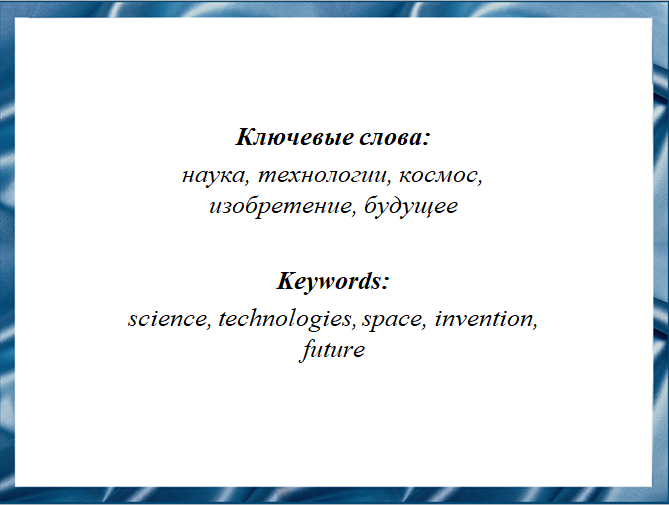 Ключевые слова:
наука, технологии, космос,
изобретение, будущее
Keywords:
science, technologies, space, invention,
future